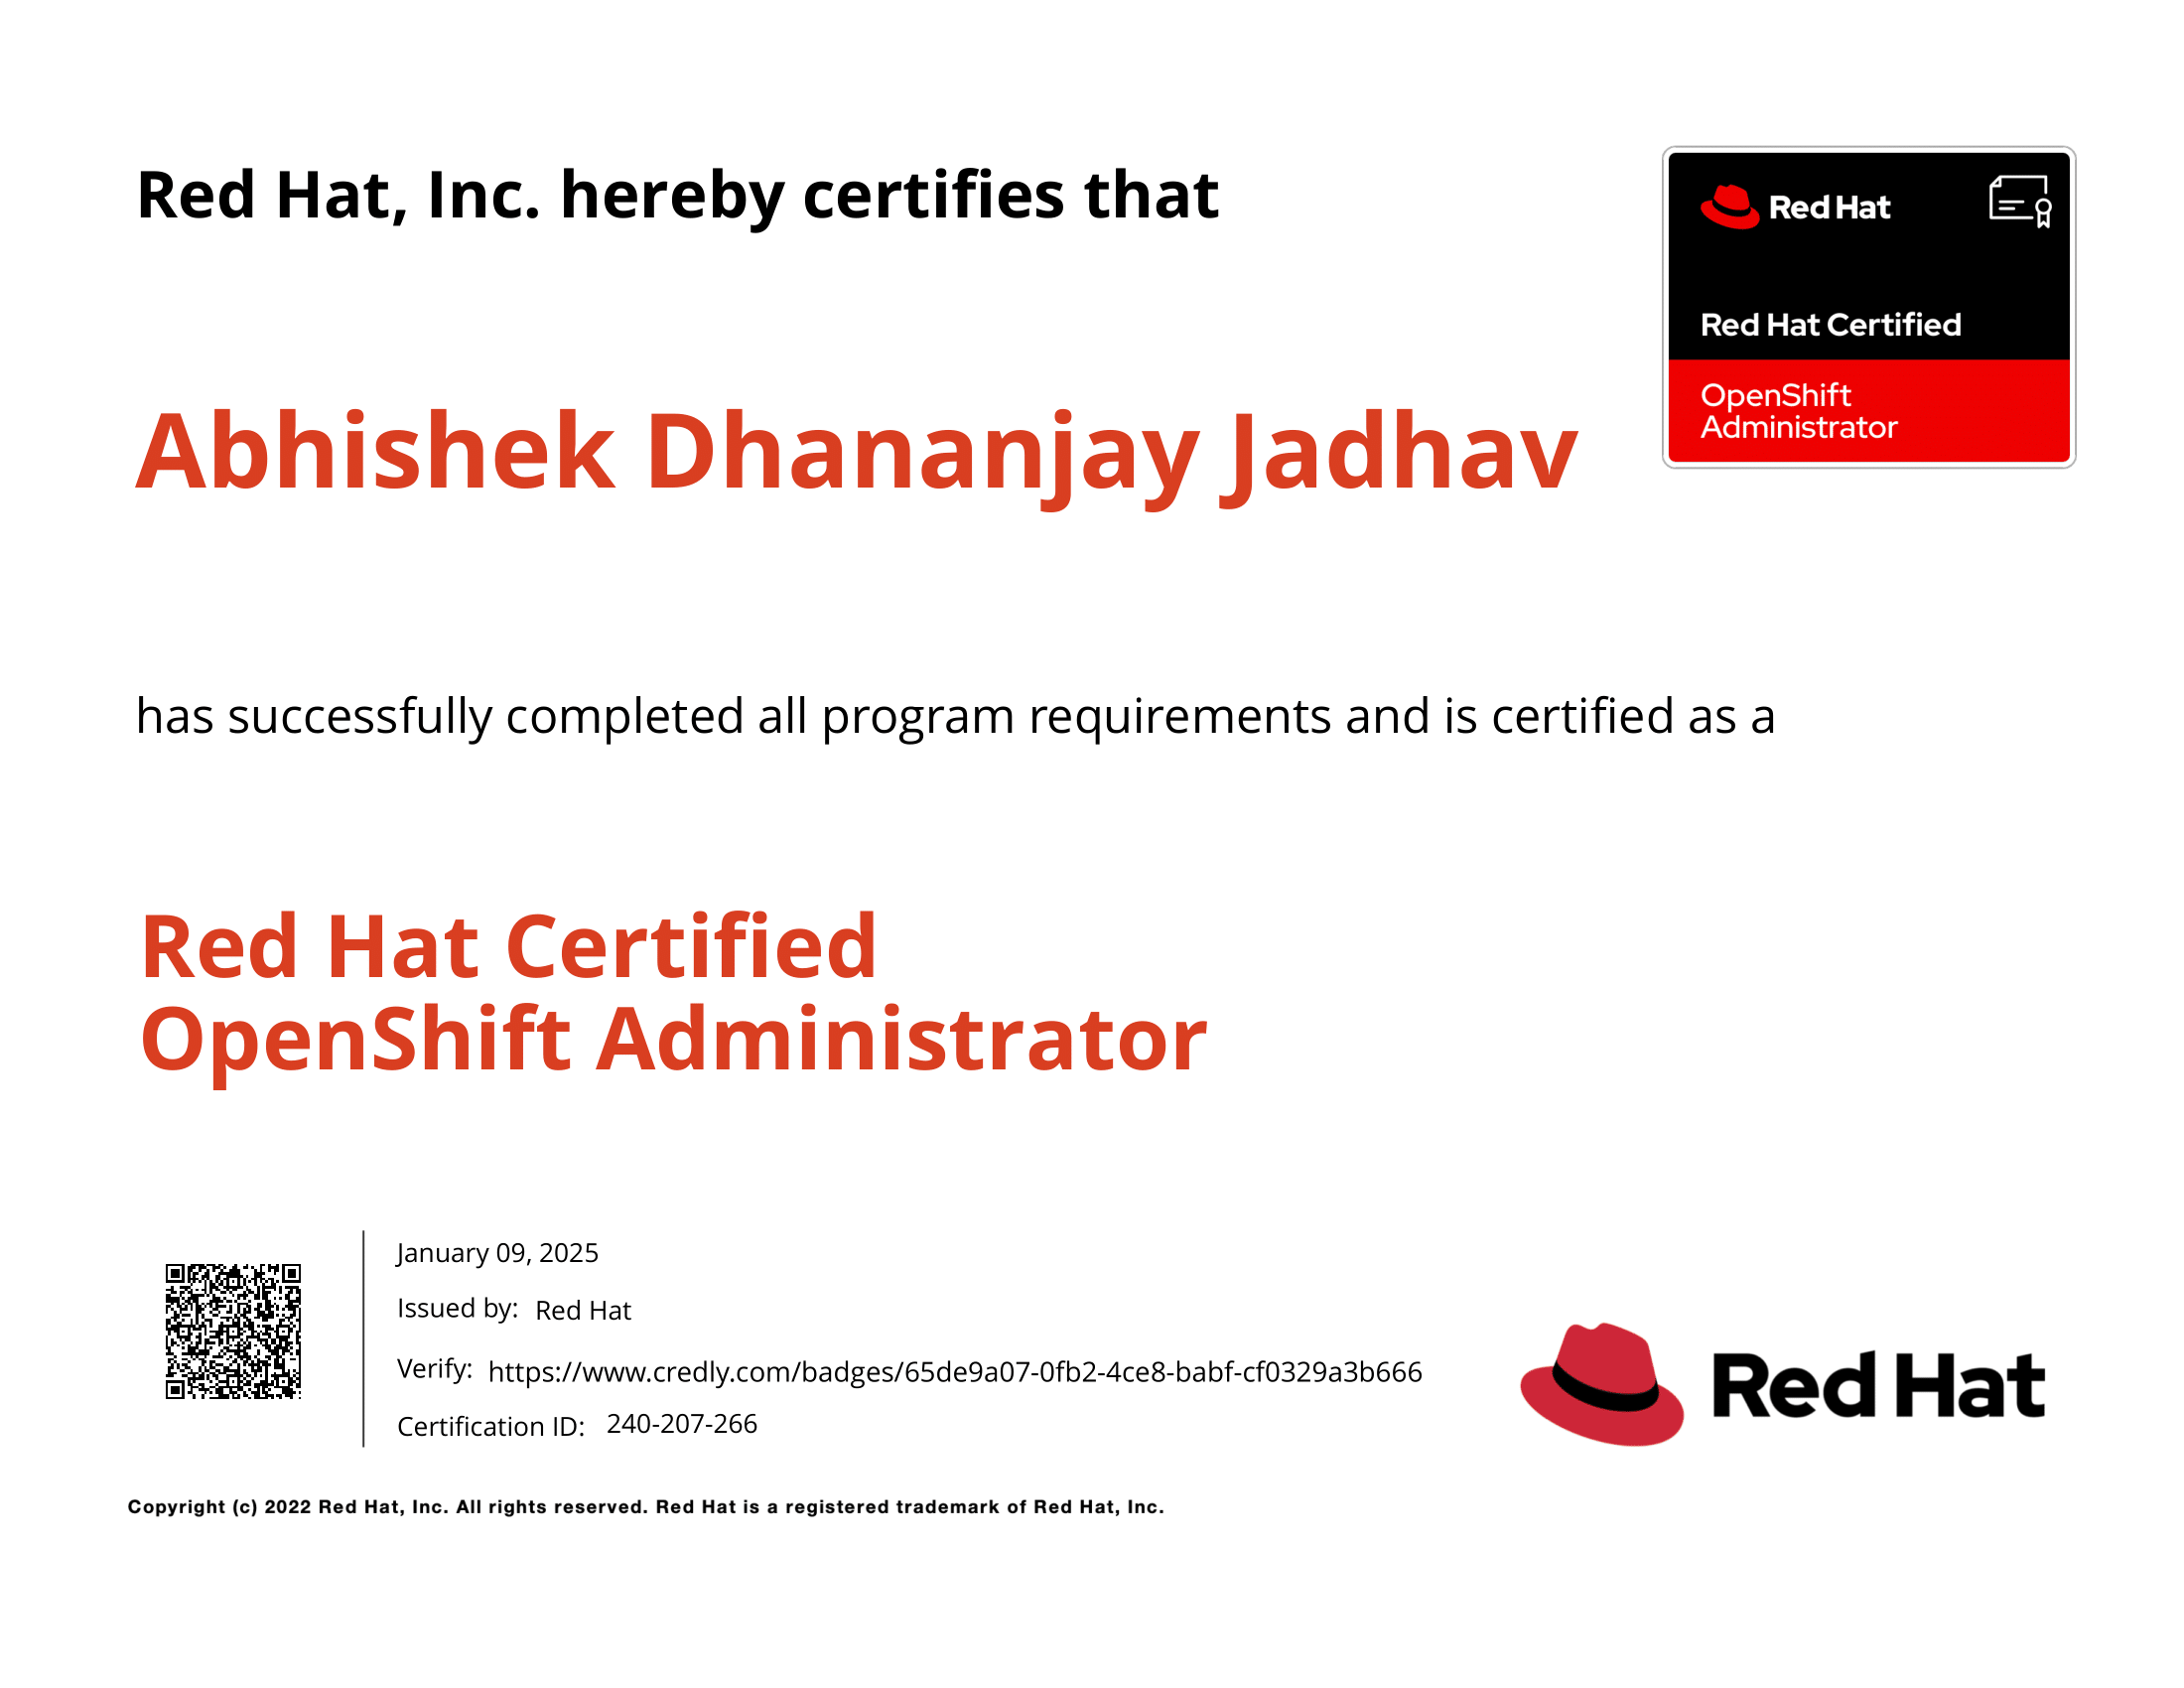 Red Hat, Inc. hereby certifies that
Red Hat
Red Hat Certified
OpenShift
Administrator
Abhishek Dhananjay Jadhav
has successfully completed all program requirements and is certified as a
Red Hat Certified
OpenShift Administrator
January 09, 2025
Issued by: Red Hat
Verify: https://www.credly.com/badges/65de9a07-0fb2-4ce8-babf-cf0329a3b666
Certification ID: 240-207-266
Red Hat
Copyright (c) 2022 Red Hat, Inc. All rights reserved. Red Hat is a registered trademark of Red Hat, Inc.